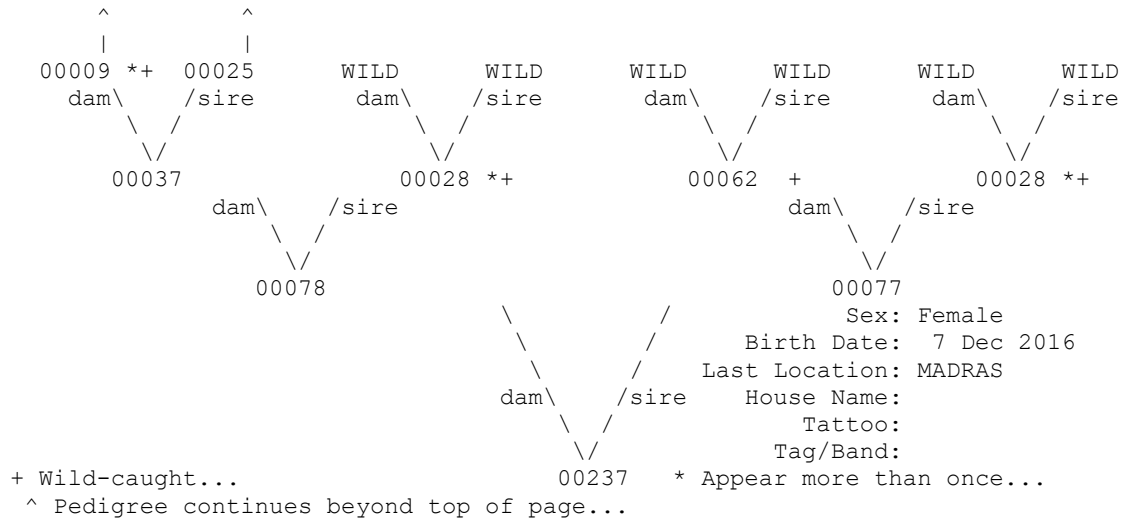 ^ ^
| |
00009 *+ 00025 WILD WILD WILD WILD WILD WILD
dam\ /sire dam\ /sire dam\ /sire dam\ /sire
\ / \ / \ / \ /
\/ \/ \/ \/
00037 00028 *+ 00062 + 00028 *+
dam\ /sire dam\ /sire
\ / \ /
\/ \/
00078 00077
\ / Sex: Female
\ / Birth Date: 7 Dec 2016
\ / Last Location: MADRAS
dam\ /sire House Name:
\ / Tattoo:
\/ Tag/Band:
+ Wild-caught... 00237 * Appear more than once...
^ Pedigree continues beyond top of page...